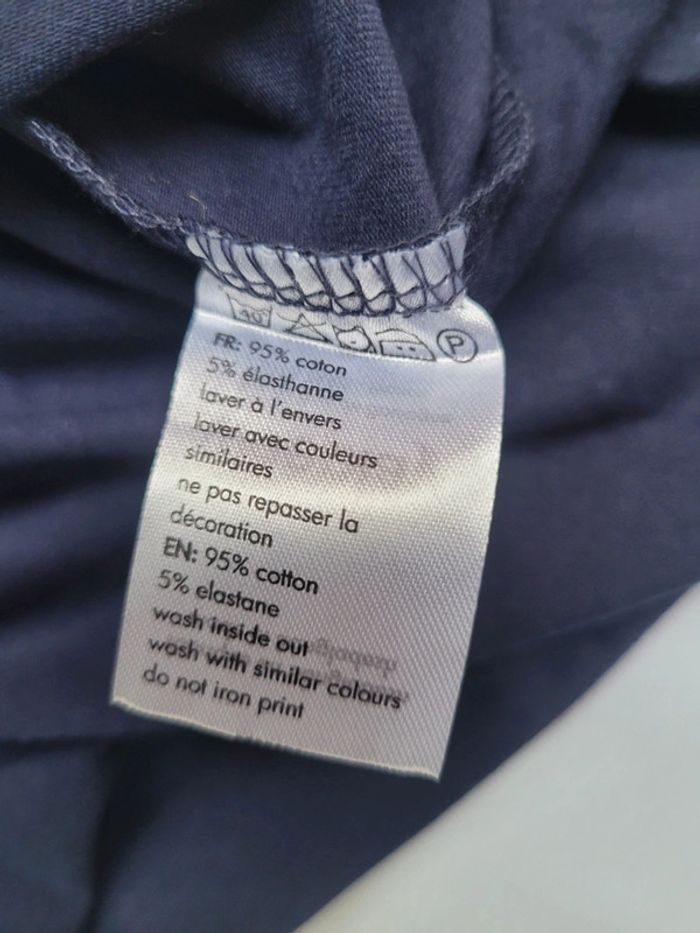 40 P
FR: 95% coton
5% élasthanne
laver à l'envers
laver avec couleurs
similaires
ne pas repasser la
décoration
EN: 95% cotton
5% elastane
wash inside out
wash with similar colours
do not iron print